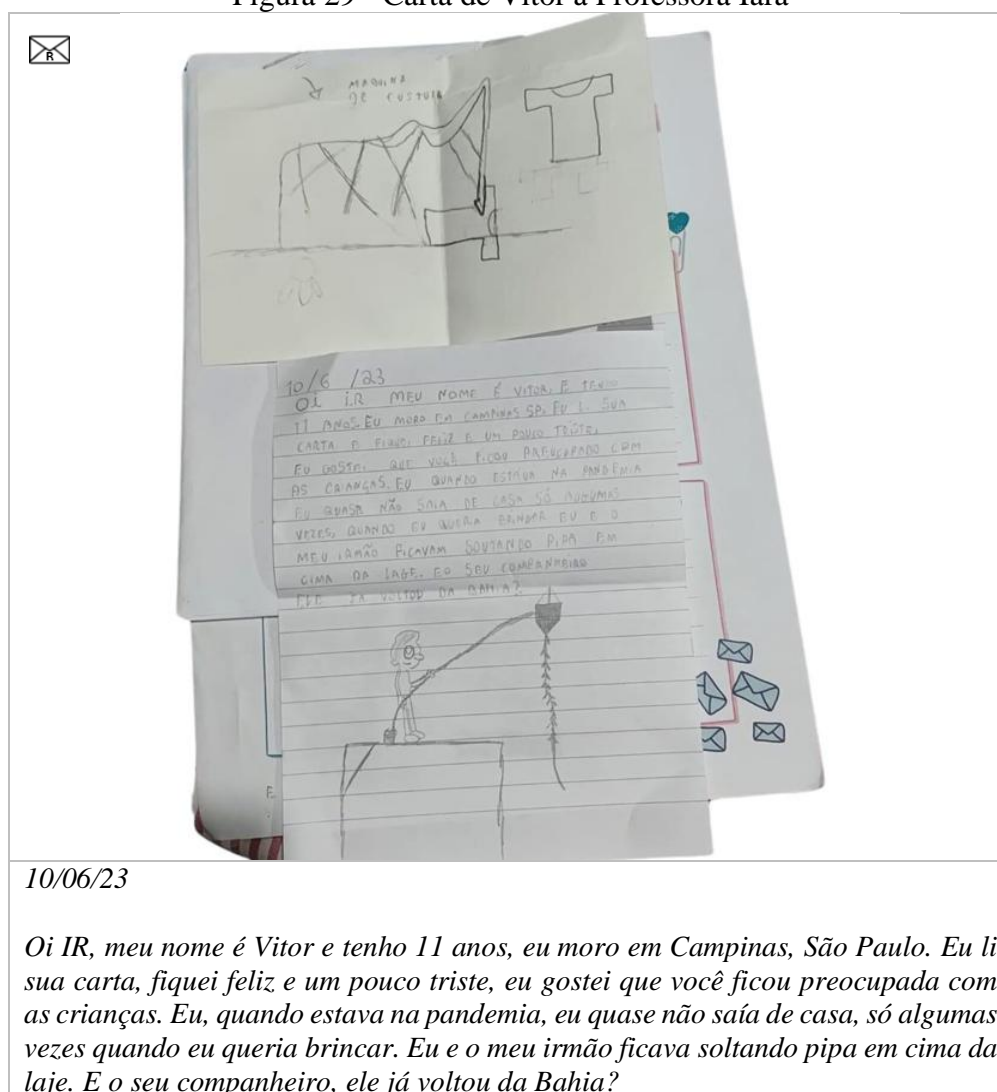 Figura 29 - Carta de Vitor à Professora Iara
R
MAQUINA
DE CUSTURA
10/6 /23
OI I.R MEU NOME É VITOR, E TENHO
11 ANOS. EU MORO EM CAMPINAS SP. EU LI SUA
CARTA E FIQUEI FELIZ E UM POUCO TRISTE,
EU GOSTEI QUE VOCÊ FICOU PREUCUPADO COM
AS CRIANÇAS. EU QUANDO ESTAVA NA PANDEMIA
EU QUASE NÃO SAIA DE CASA SÓ AUGUMAS
VEZES, QUANDO EU QUERIA BRINCAR EU E O
MEU IRMÃO FICAVAM SOUTANDO PIPA EM
CIMA DA LAGE. E O SEU COMPANHEIRO
ELE JÁ VOLTOU DA BAHIA?
10/06/23
Oi IR, meu nome é Vitor e tenho 11 anos, eu moro em Campinas, São Paulo. Eu li
sua carta, fiquei feliz e um pouco triste, eu gostei que você ficou preocupada com
as crianças. Eu, quando estava na pandemia, eu quase não saía de casa, só algumas
vezes quando eu queria brincar. Eu e o meu irmão ficava soltando pipa em cima da
laje. E o seu companheiro, ele já voltou da Bahia?